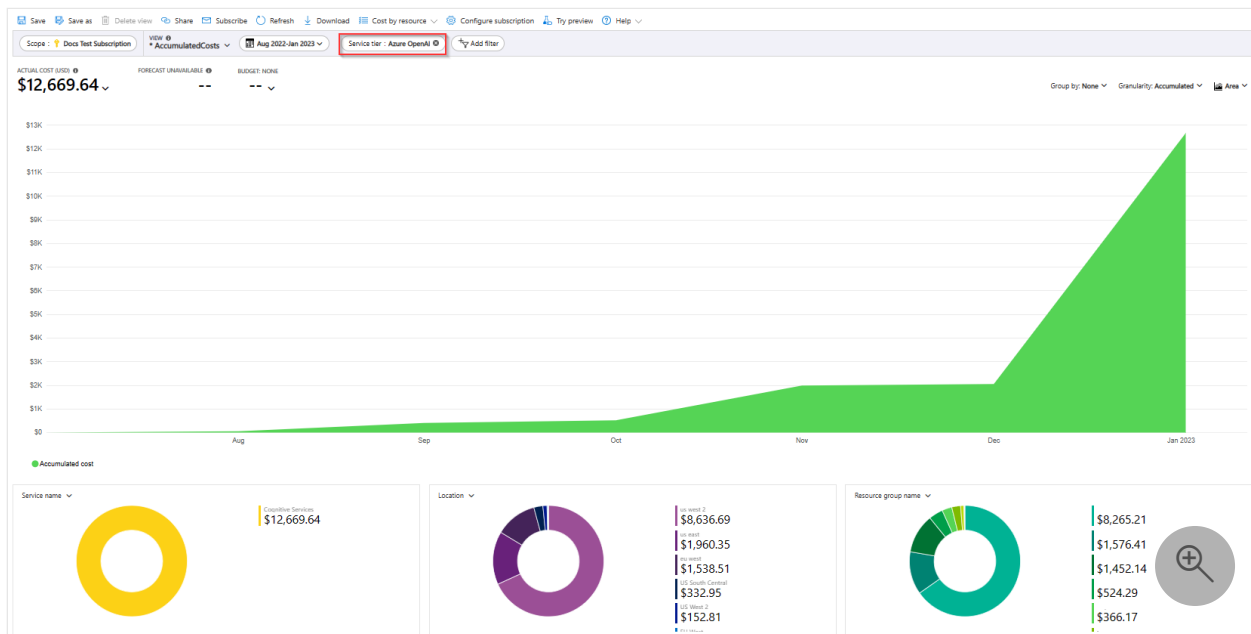 Save Save as Delete view Share Subscribe Refresh Download Cost by resource Configure subscription Try preview Help
Scope : Docs Test Subscription
VIEW
* AccumulatedCosts
Aug 2022-Jan 2023
Service tier : Azure OpenAI
Add filter
ACTUAL COST (USD) FORECAST UNAVAILABLE BUDGET: NONE
$12,669.64 -- --
Group by: None Granularity: Accumulated Area
$13K
$12K
$11K
$10K
$9K
$8K
$7K
$6K
$5K
$4K
$3K
$2K
$1K
$0
Aug Sep Oct Nov Dec Jan 2023
Accumulated cost
Service name
Cognitive Services
$12,669.64
Location
us west 2
$8,636.69
us east
$1,960.35
eu west
$1,538.51
US South Central
$332.95
US West 2
$152.81
Resource group name
$8,265.21
$1,576.41
$1,452.14
$524.29
$366.17